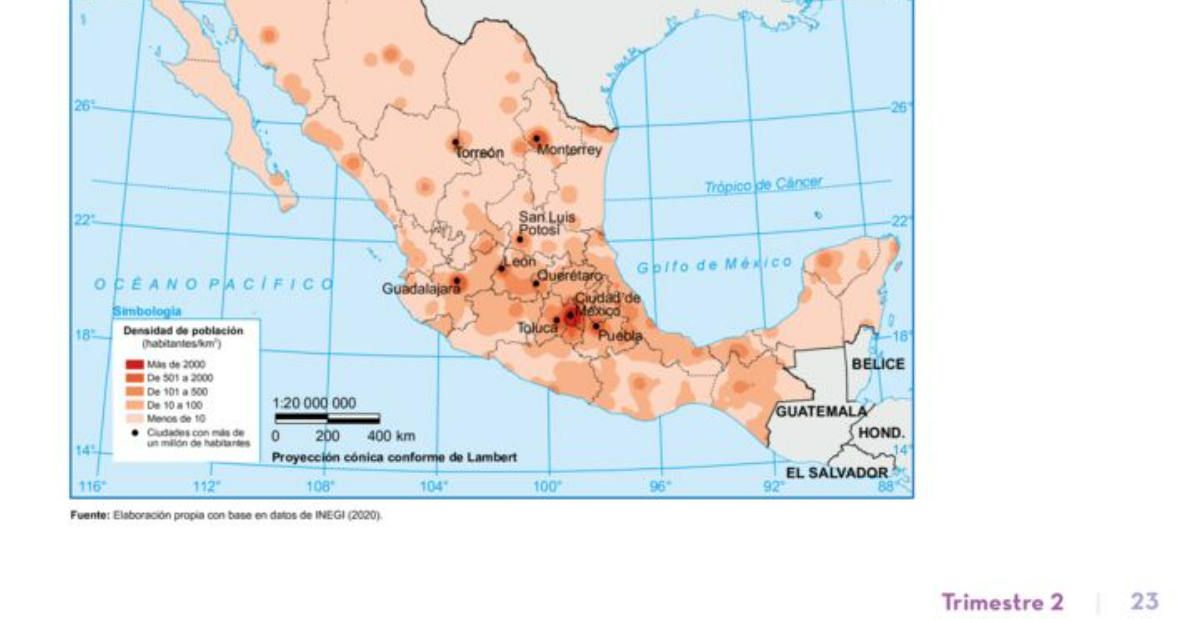 26°
26°
Torreón
Monterrey
Trópico de Cáncer
22°
22°
San Luis
Potosí
León
Golfo de México
OCÉANO PACÍFICO
Querétaro
Guadalajara
Ciudad de
México
Toluca
Puebla
18°
18°
Simbología
Densidad de población
(habitantes/km²)
Más de 2000
De 501 a 2000
De 101 a 500
De 10 a 100
Menos de 10
Ciudades con más de
un millón de habitantes
1:20 000 000
0 200 400 km
Proyección cónica conforme de Lambert
BELICE
GUATEMALA
HOND.
EL SALVADOR
14°
14°
116° 112° 108° 104° 100° 96° 92° 88°
Fuente: Elaboración propia con base en datos de INEGI (2020).
Trimestre 2 | 23